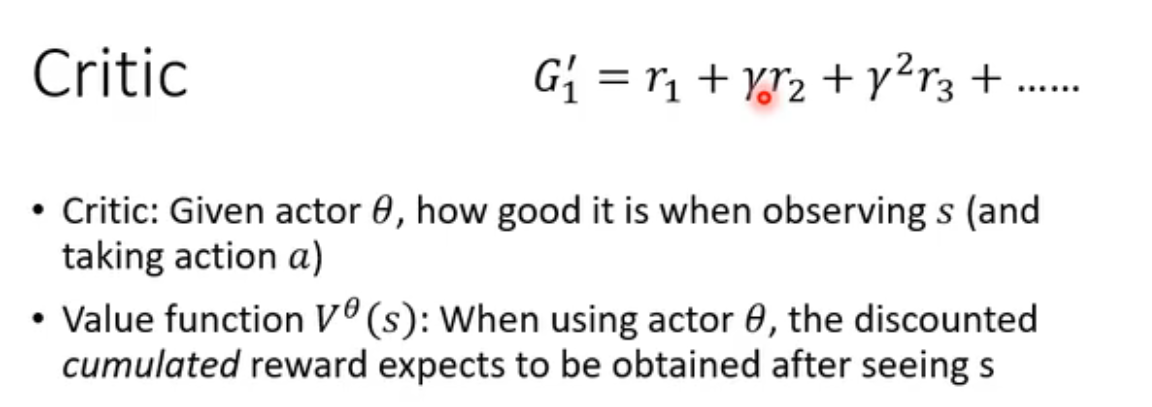 Critic
G₁′ = r₁ + γr₂ + γ²r₃ + ……
• Critic: Given actor θ, how good it is when observing s (and
taking action a)
• Value function V^θ(s): When using actor θ, the discounted
cumulated reward expects to be obtained after seeing s